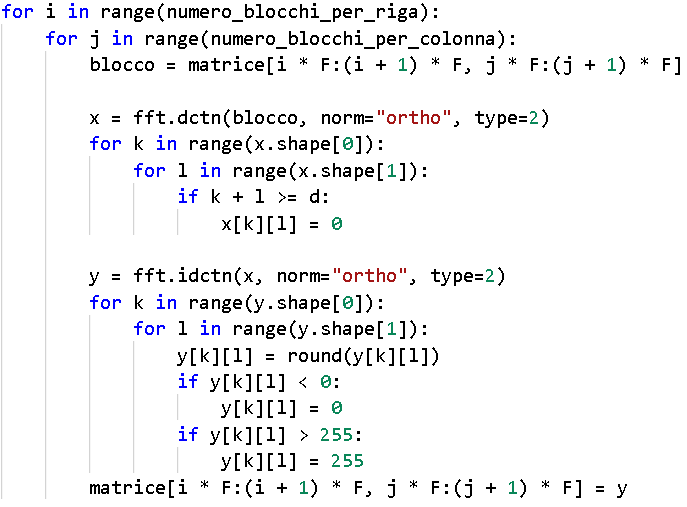 for i in range(numero_blocchi_per_riga):
    for j in range(numero_blocchi_per_colonna):
        blocco = matrice[i * F:(i + 1) * F, j * F:(j + 1) * F]

        x = fft.dctn(blocco, norm="ortho", type=2)
        for k in range(x.shape[0]):
            for l in range(x.shape[1]):
                if k + l >= d:
                    x[k][l] = 0

        y = fft.idctn(x, norm="ortho", type=2)
        for k in range(y.shape[0]):
            for l in range(y.shape[1]):
                y[k][l] = round(y[k][l])
                if y[k][l] < 0:
                    y[k][l] = 0
                if y[k][l] > 255:
                    y[k][l] = 255
        matrice[i * F:(i + 1) * F, j * F:(j + 1) * F] = y